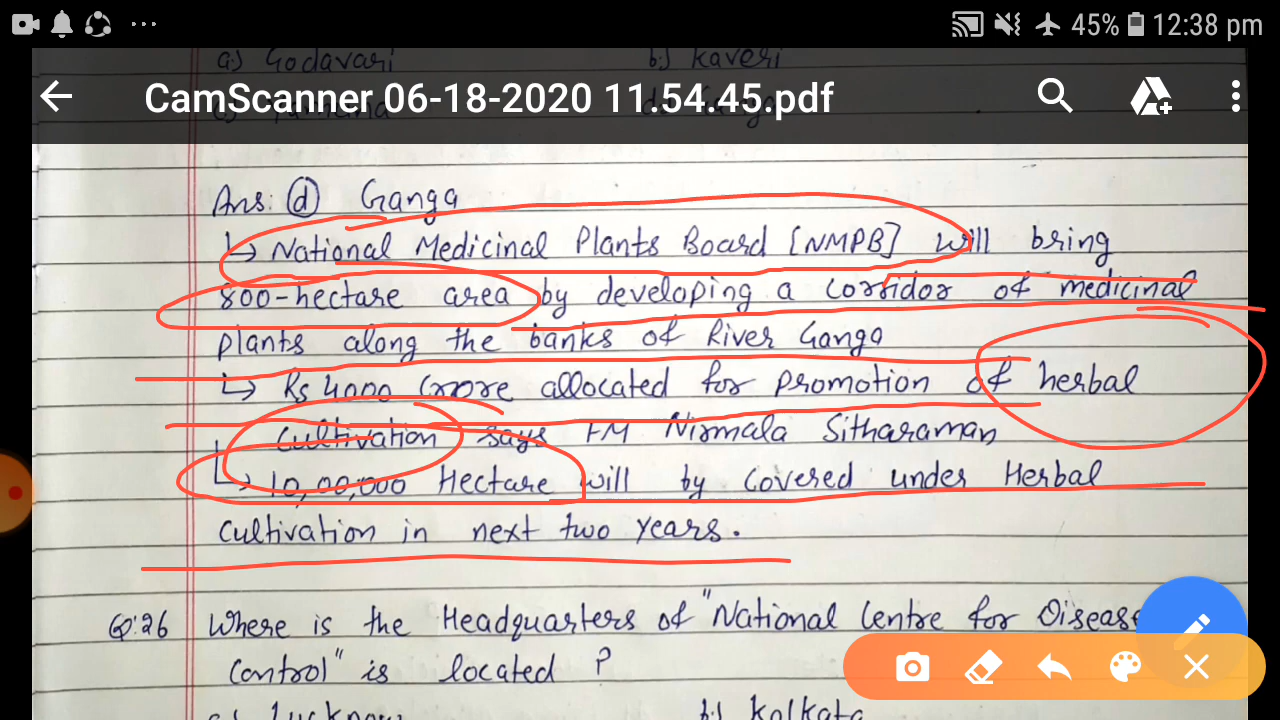 45% 12:38 pm
a:) Godavari b:) Kaveri
CamScanner 06-18-2020 11.54.45.pdf
Ans: (d) Ganga
↳ National Medicinal Plants Board [NMPB] will bring
800-hectare area by developing a corridor of medicinal
plants along the banks of River Ganga
↳ Rs 4000 crore allocated for promotion of herbal
Cultivation says FM Nirmala Sitharaman
↳ 10,00,000 Hectare will by Covered under Herbal
Cultivation in next two years.
Q:26 Where is the Headquarters of "National Centre for Disease
Control" is located ?
a:) Lucknow b:) Kolkata